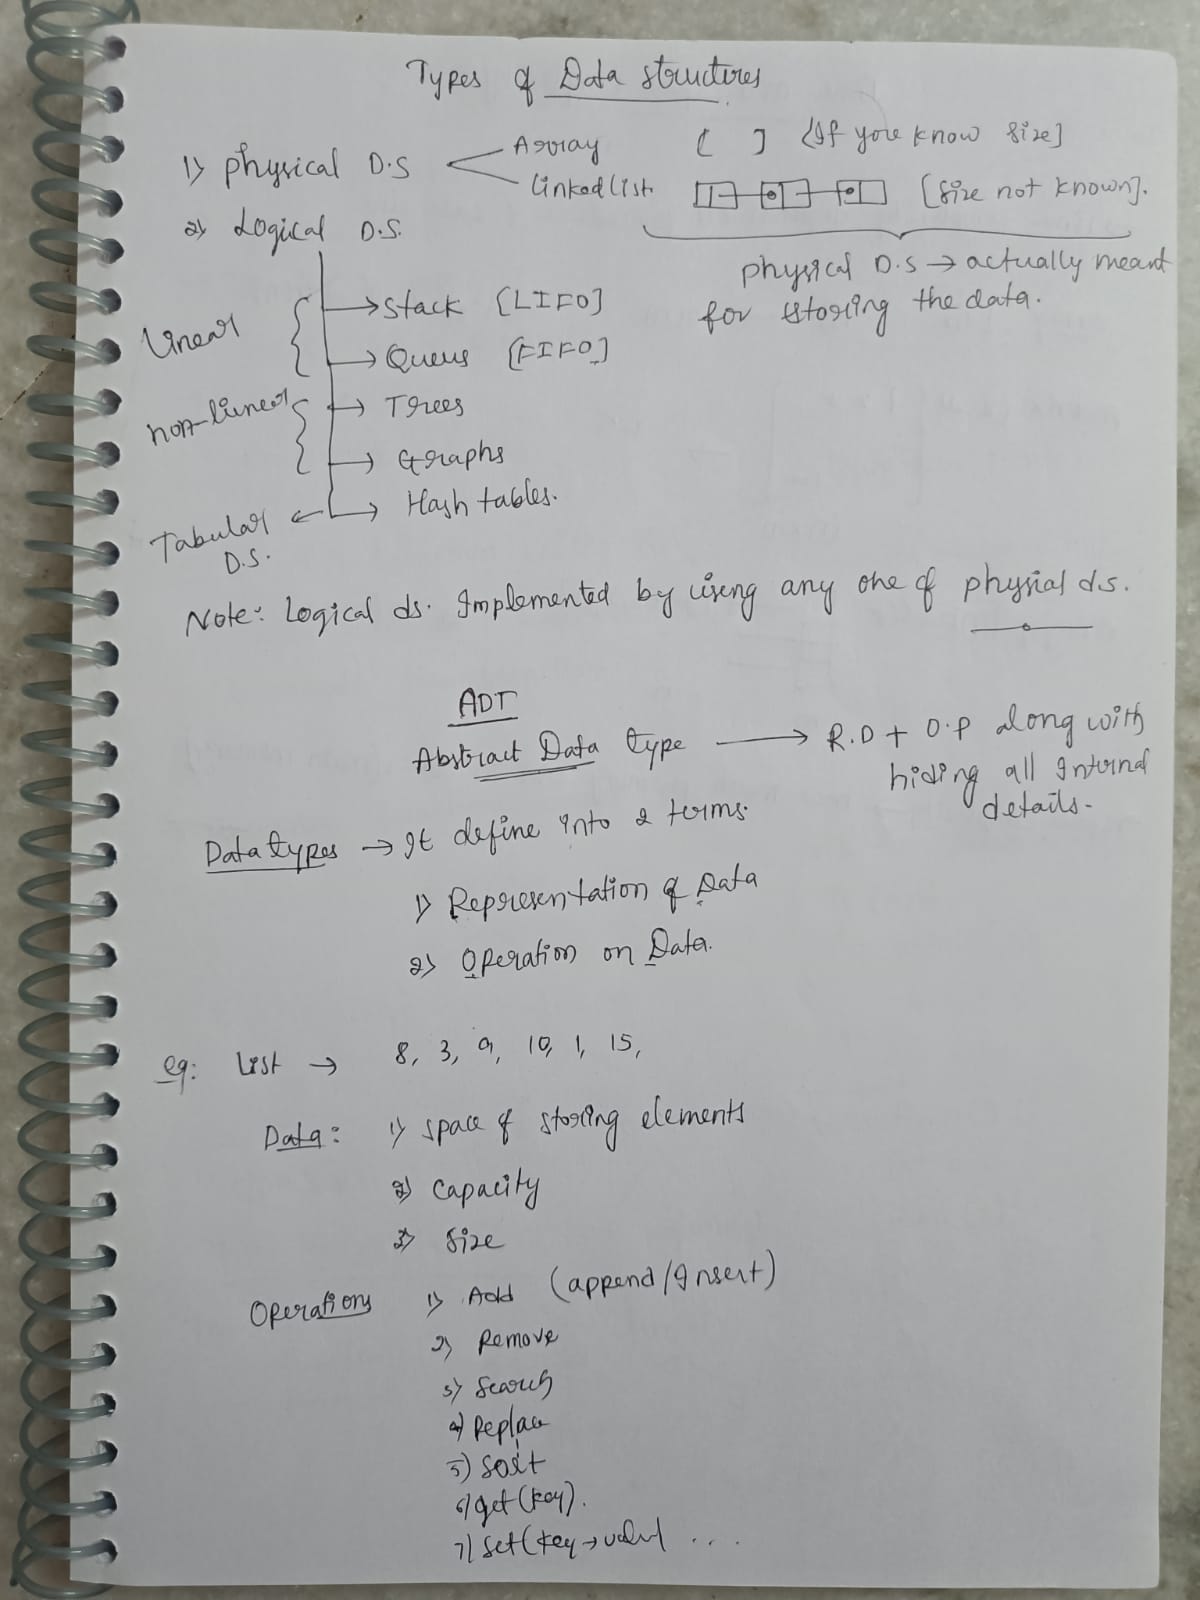 Types of Data structures
1) physical D.S
Array [ ] [If you know size]
Linked list. [size not known].
2) Logical D.S.
physical D.S → actually meant
for storing the data.
Linear
→ Stack [LIFO]
→ Queue [FIFO]
non-linear
→ Trees
→ Graphs
Tabular D.S. ← → Hash tables.
Note: Logical ds. Implemented by using any one of physial ds.
ADT
Abstract Data type → R.D + O.P along with
hiding all Internal
details.
Data types → It define into 2 terms.
1) Representation of Data
2) Operation on Data.
eg: List → 8, 3, 9, 10, 1, 15,
Data: 1) space of storing elements
2) Capacity
3) Size
Operations 1) Add (append/Insert)
2) Remove
3) Search
4) Replace
5) Sort
6) get(key).
7) Set(key → value) ...